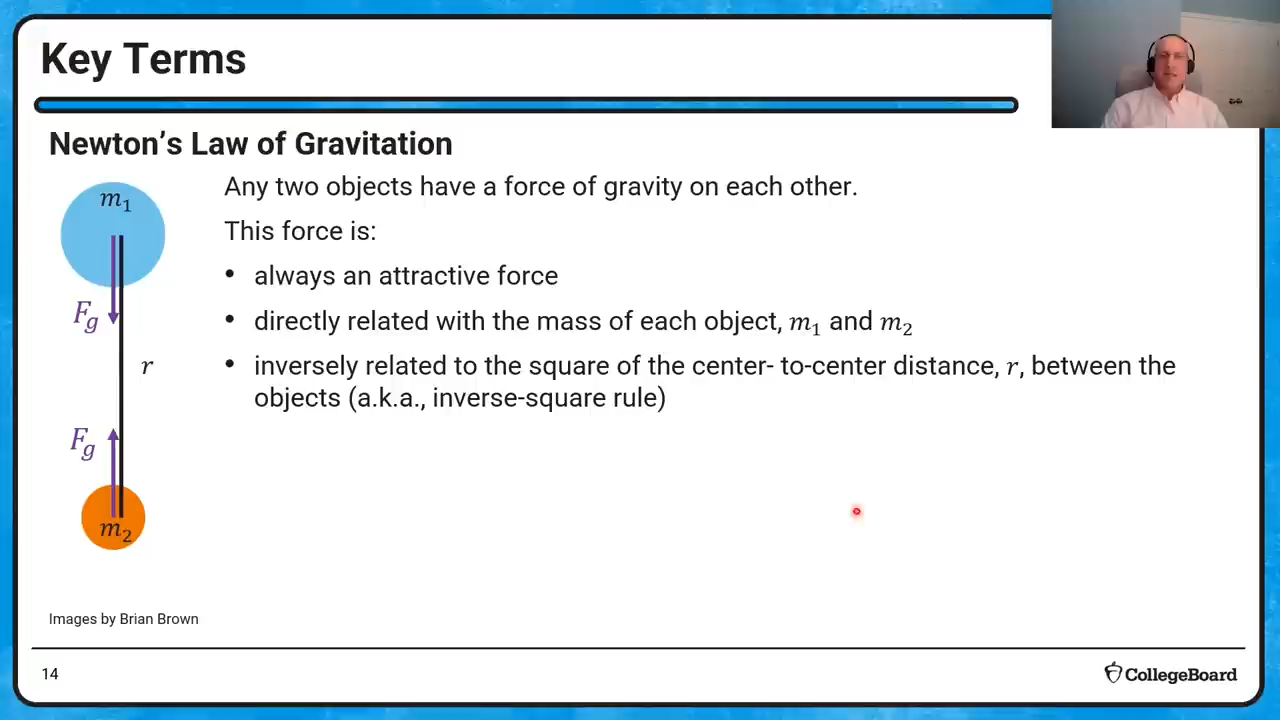 Key Terms
Newton's Law of Gravitation
m₁
Any two objects have a force of gravity on each other.
This force is:
• always an attractive force
F_g
• directly related with the mass of each object, m₁ and m₂
r
• inversely related to the square of the center- to-center distance, r, between the
objects (a.k.a., inverse-square rule)
F_g
m₂
Images by Brian Brown
14
CollegeBoard